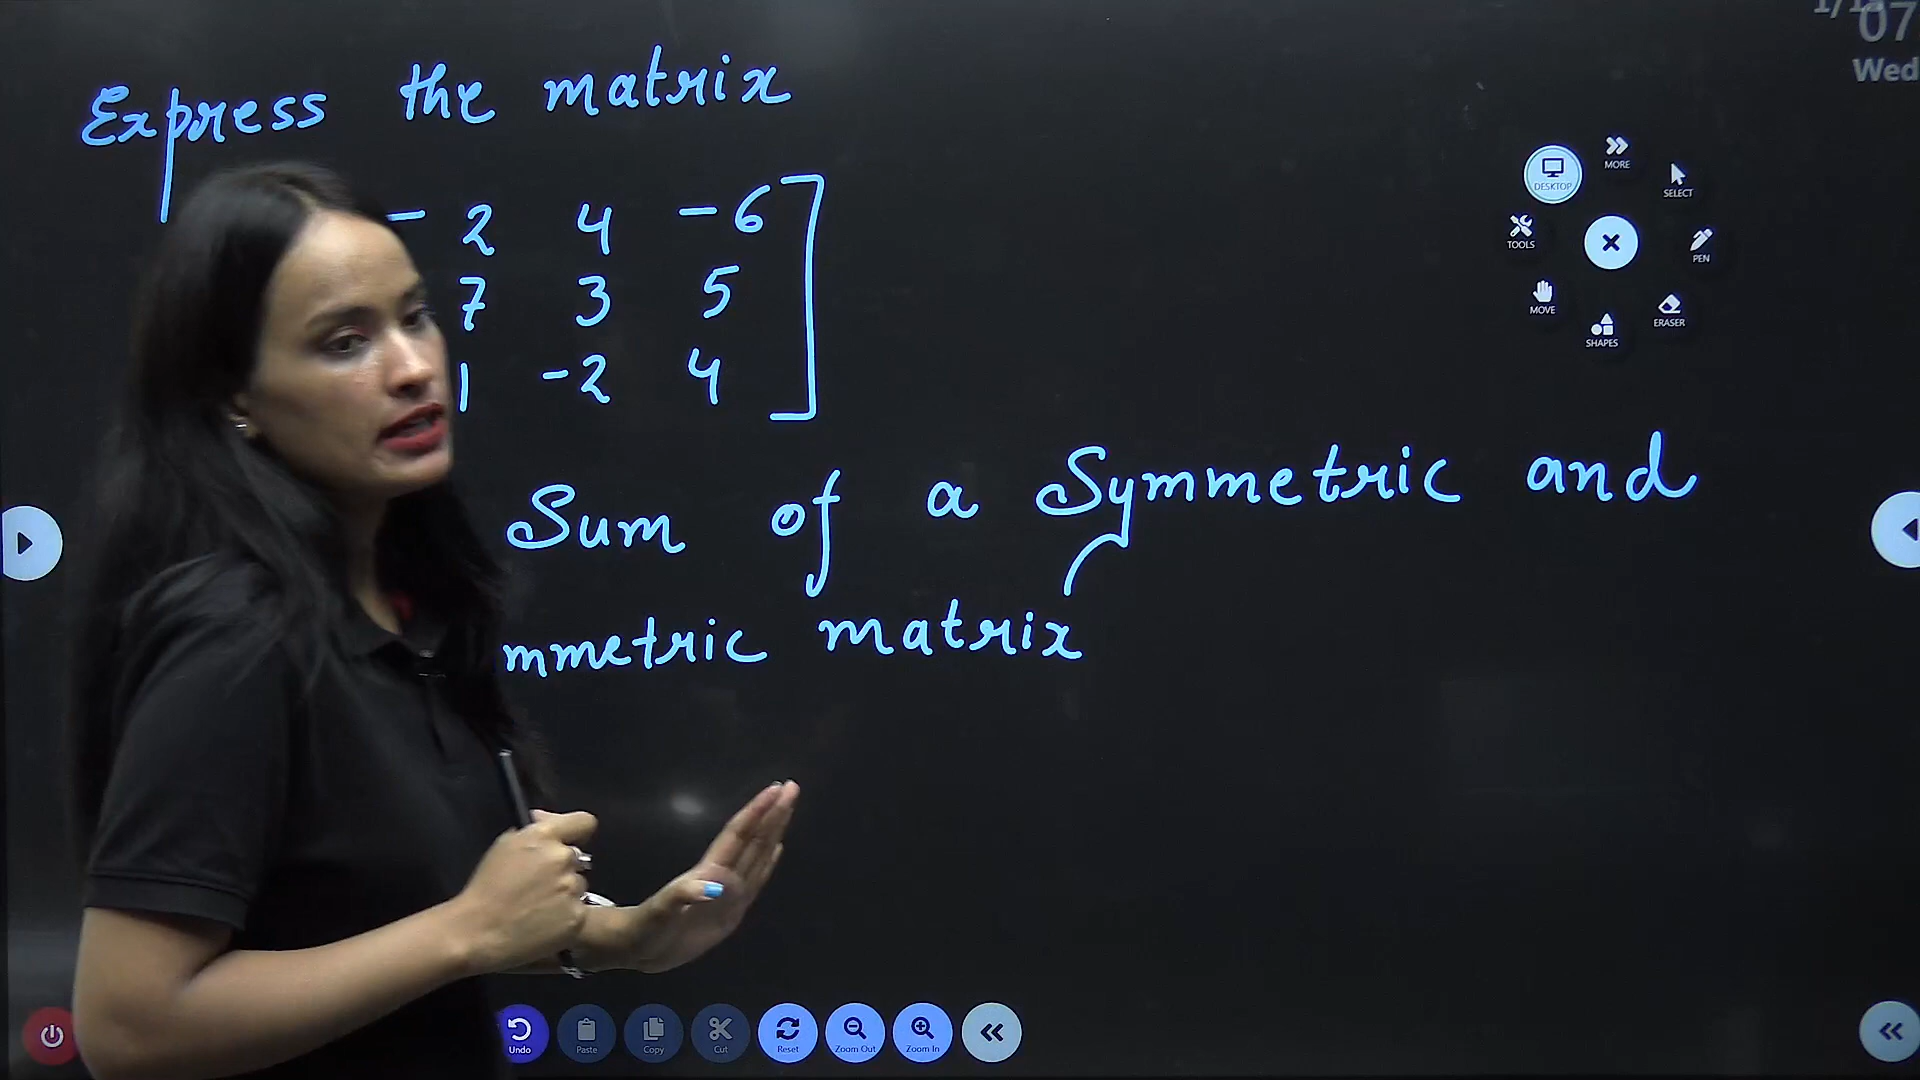 Express the matrix
- 2 4 -6
7 3 5
1 -2 4
Sum of a Symmetric and
mmetric matrix
07
Wed
DESKTOP
MORE
SELECT
TOOLS
PEN
MOVE
ERASER
SHAPES
Undo
Paste
Copy
Cut
Reset
Zoom Out
Zoom In